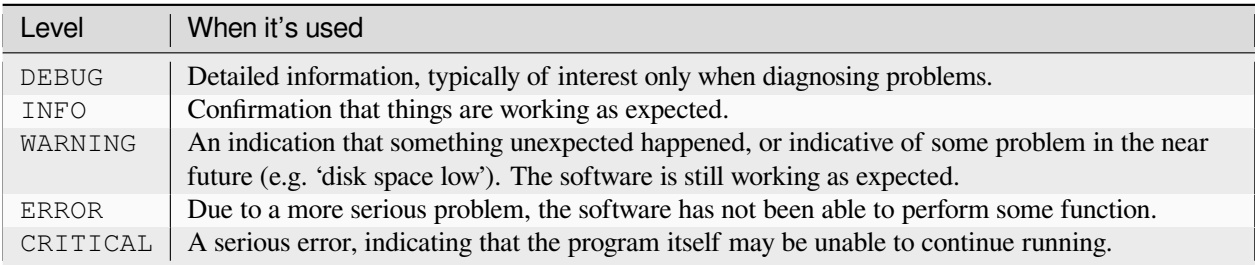 Level When it's used
DEBUG Detailed information, typically of interest only when diagnosing problems.
INFO Confirmation that things are working as expected.
WARNING An indication that something unexpected happened, or indicative of some problem in the near
future (e.g. ‘disk space low’). The software is still working as expected.
ERROR Due to a more serious problem, the software has not been able to perform some function.
CRITICAL A serious error, indicating that the program itself may be unable to continue running.